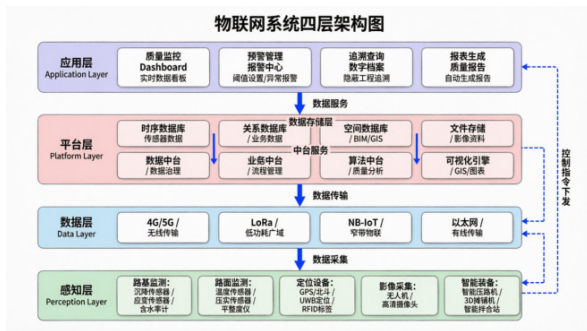 物联网系统四层架构图
应用层
Application Layer
质量监控
Dashboard
实时数据看板
预警管理
报警中心
阈值设置/异常报警
追溯查询
数字档案
隐蔽工程追溯
报表生成
质量报告
自动生成报告
数据服务
平台层
Platform Layer
数据存储层
时序数据库
传感器数据
关系数据库
/ 业务数据
空间数据库
/ BIM/GIS
文件存储
/ 影像资料
中台服务
数据中台
/ 数据治理
业务中台
/ 流程管理
算法中台
/ 质量分析
可视化引擎
/ GIS/图表
数据传输
数据层
Data Layer
4G/5G /
无线传输
LoRa /
低功耗广域
NB-IoT /
窄带物联
以太网 /
有线传输
数据采集
感知层
Perception Layer
路基监测:
沉降传感器 /
应变传感器 /
含水率计
路面监测:
温度传感器 /
压实传感器 /
平整度仪
定位设备:
GPS/北斗 /
UWB定位 /
RFID标签
影像采集:
无人机 /
高清摄像头
智能装备:
智能压路机 /
3D摊铺机 /
智能拌合站
控制指令下发